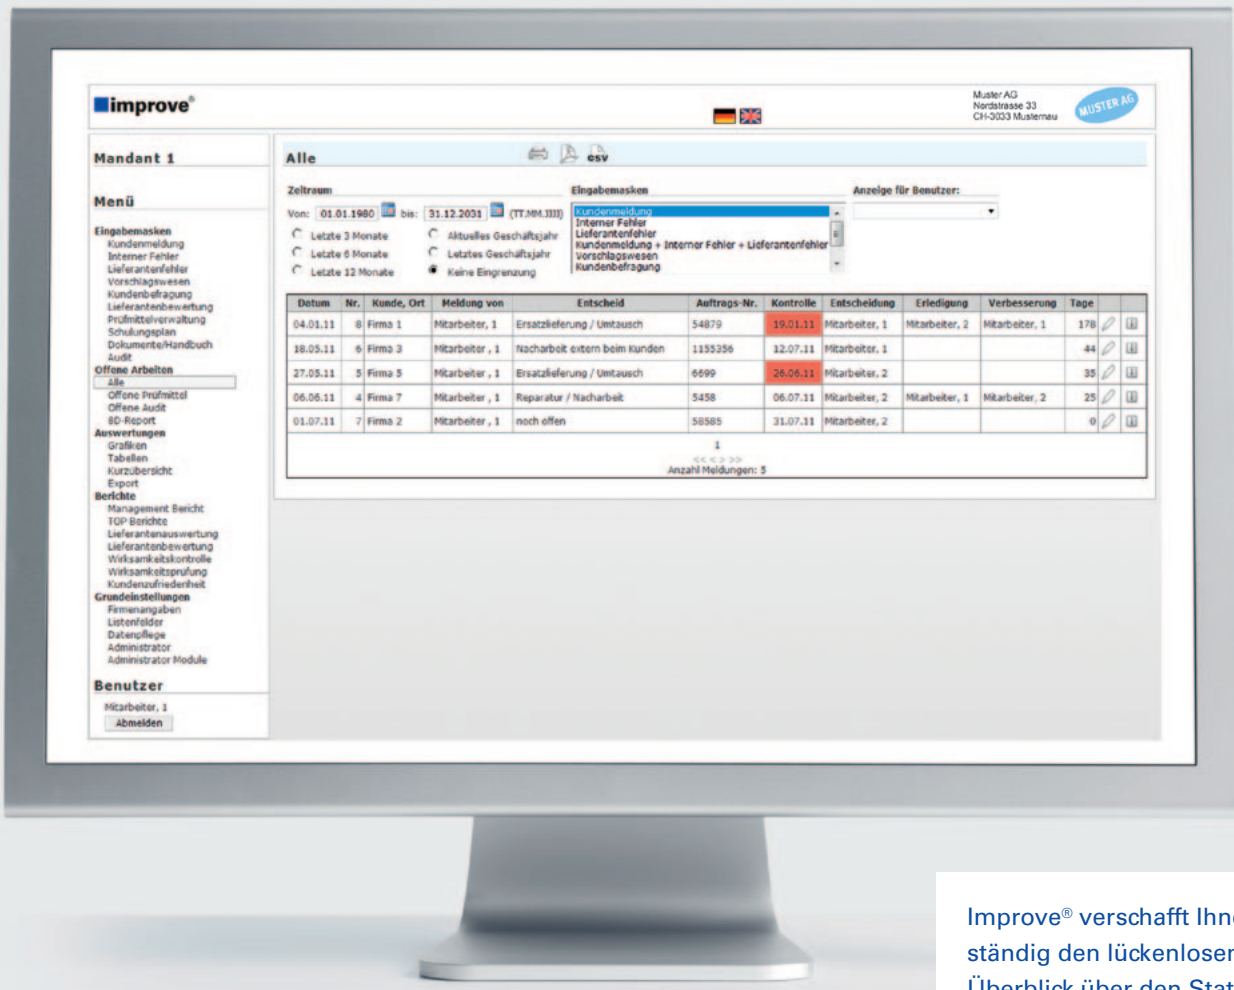 improve®
Muster AG
Nordstrasse 33
CH-3033 Musternau
MUSTER AG
Mandant 1
Menü
Eingabemasken
Kundenmeldung
Interner Fehler
Lieferantenfehler
Vorschlagswesen
Kundenbefragung
Lieferantenbewertung
Prüfmittelverwaltung
Schulungsplan
Dokumente/Handbuch
Audit
Offene Arbeiten
Alle
Offene Prüfmittel
Offene Audit
8D-Report
Auswertungen
Grafiken
Tabellen
Kurzübersicht
Export
Berichte
Management Bericht
TOP Berichte
Lieferantenauswertung
Lieferantenbewertung
Wirksamkeitskontrolle
Wirksamkeitsprüfung
Kundenzufriedenheit
Grundeinstellungen
Firmenangaben
Listenfelder
Datenpflege
Administrator
Administrator Module
Benutzer
Mitarbeiter, 1
Abmelden
Alle
csv
Zeitraum
Von: 01.01.1980 bis: 31.12.2031 (TT.MM.JJJJ)
Letzte 3 Monate Aktuelles Geschäftsjahr
Letzte 6 Monate Letztes Geschäftsjahr
Letzte 12 Monate Keine Eingrenzung
Eingabemasken
Kundenmeldung
Interner Fehler
Lieferantenfehler
Kundenmeldung + Interner Fehler + Lieferantenfehler
Vorschlagswesen
Kundenbefragung
Anzeige für Benutzer:
Datum Nr. Kunde, Ort Meldung von Entscheid Auftrags-Nr. Kontrolle Entscheidung Erledigung Verbesserung Tage
04.01.11 8 Firma 1 Mitarbeiter, 1 Ersatzlieferung / Umtausch 54879 19.01.11 Mitarbeiter, 1 Mitarbeiter, 2 Mitarbeiter, 1 178
18.05.11 6 Firma 3 Mitarbeiter , 1 Nacharbeit extern beim Kunden 1155356 12.07.11 Mitarbeiter, 1 44
27.05.11 5 Firma 5 Mitarbeiter , 1 Ersatzlieferung / Umtausch 6699 26.06.11 Mitarbeiter, 2 35
06.06.11 4 Firma 7 Mitarbeiter , 1 Reparatur / Nacharbeit 5458 06.07.11 Mitarbeiter, 2 Mitarbeiter, 1 Mitarbeiter, 2 25
01.07.11 7 Firma 2 Mitarbeiter , 1 noch offen 58585 31.07.11 Mitarbeiter, 2 0
1
<< < > >>
Anzahl Meldungen: 5
Improve® verschafft Ihne
ständig den lückenloser
Überblick über den Stat